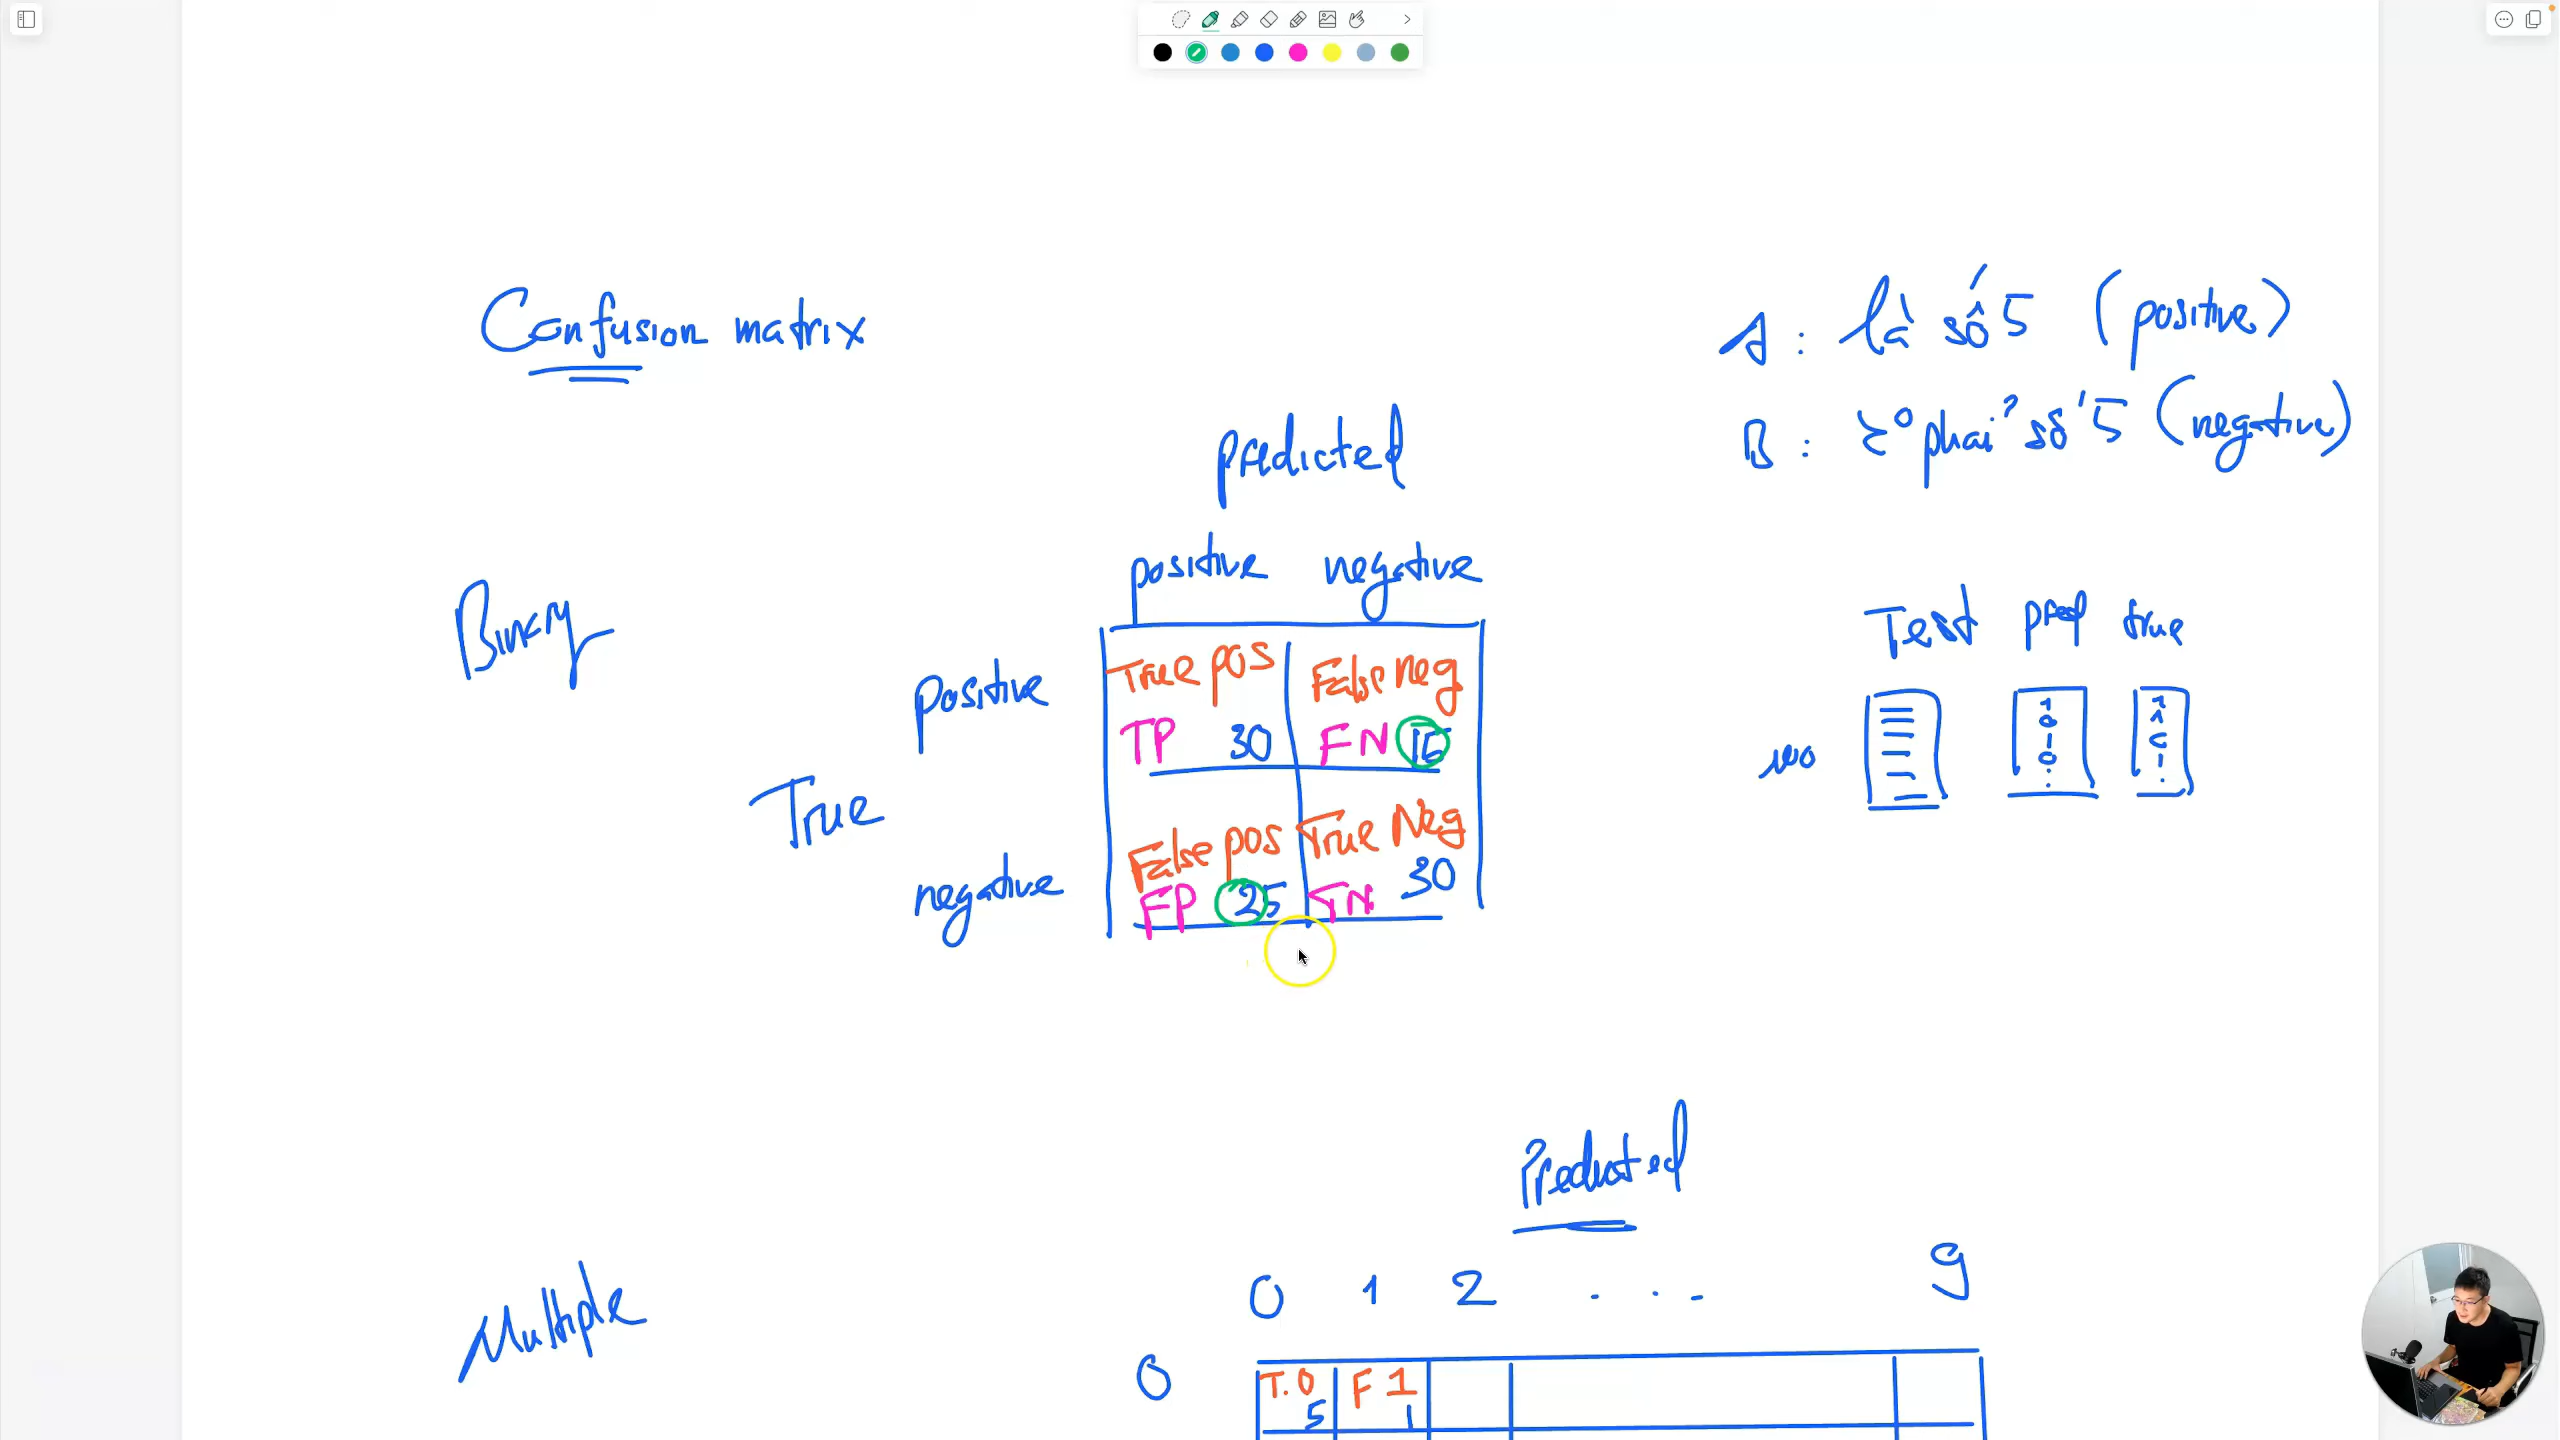 Confusion matrix
A : là số 5 (positive)
B : phải số 5 (negative)
predicted
positive negative
Binary
Test pred true
positive
True pos False neg
TP 30 FN 15
100
True
False pos True Neg
negative
FP 25 TN 30
Predicted
0 1 2 . . . 9
Multiple
0
T.0 F 1
5 1